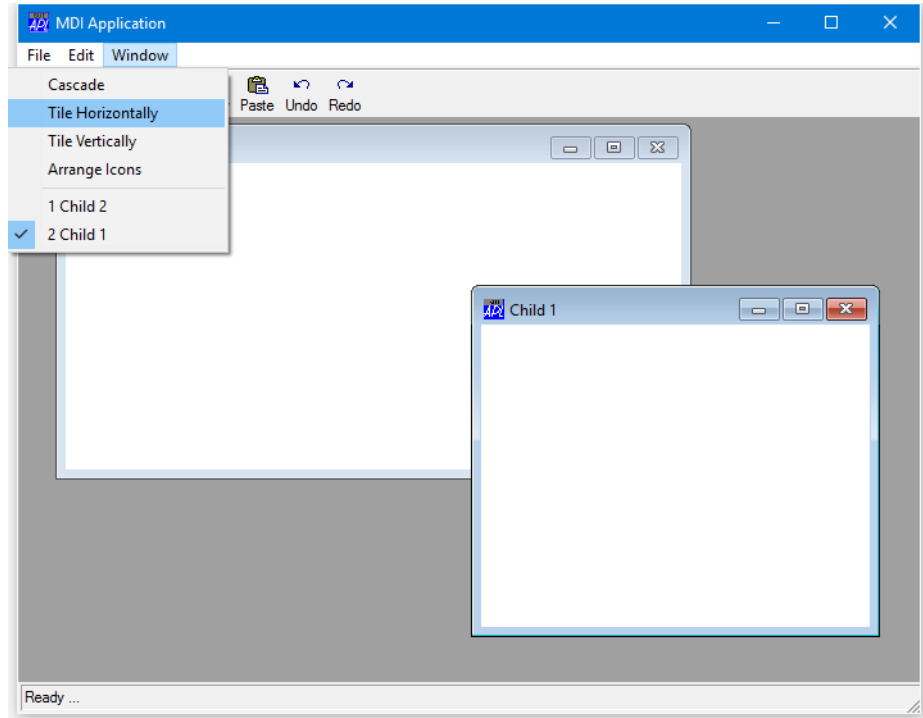 MDI Application
File Edit Window
Cascade
Tile Horizontally
Tile Vertically
Arrange Icons
1 Child 2
2 Child 1
Paste Undo Redo
Child 1
Ready ...